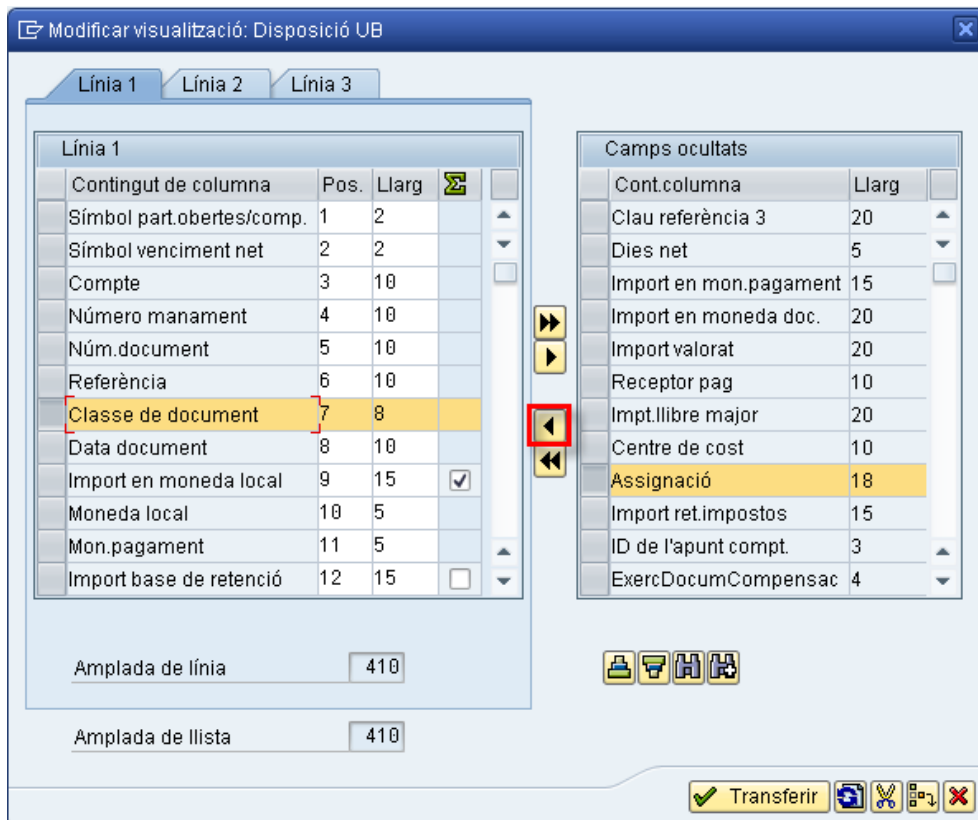 Modificar visualització: Disposició UB
Línia 1 Línia 2 Línia 3
Línia 1
Contingut de columna Pos. Llarg Σ
Símbol part.obertes/comp. 1 2
Símbol venciment net 2 2
Compte 3 10
Número manament 4 10
Núm.document 5 10
Referència 6 10
Classe de document 7 8
Data document 8 10
Import en moneda local 9 15
Moneda local 10 5
Mon.pagament 11 5
Import base de retenció 12 15
Amplada de línia 410
Amplada de llista 410
Camps ocultats
Cont.columna Llarg
Clau referència 3 20
Dies net 5
Import en mon.pagament 15
Import en moneda doc. 20
Import valorat 20
Receptor pag 10
Impt.llibre major 20
Centre de cost 10
Assignació 18
Import ret.impostos 15
ID de l'apunt compt. 3
ExercDocumCompensac 4
Transferir